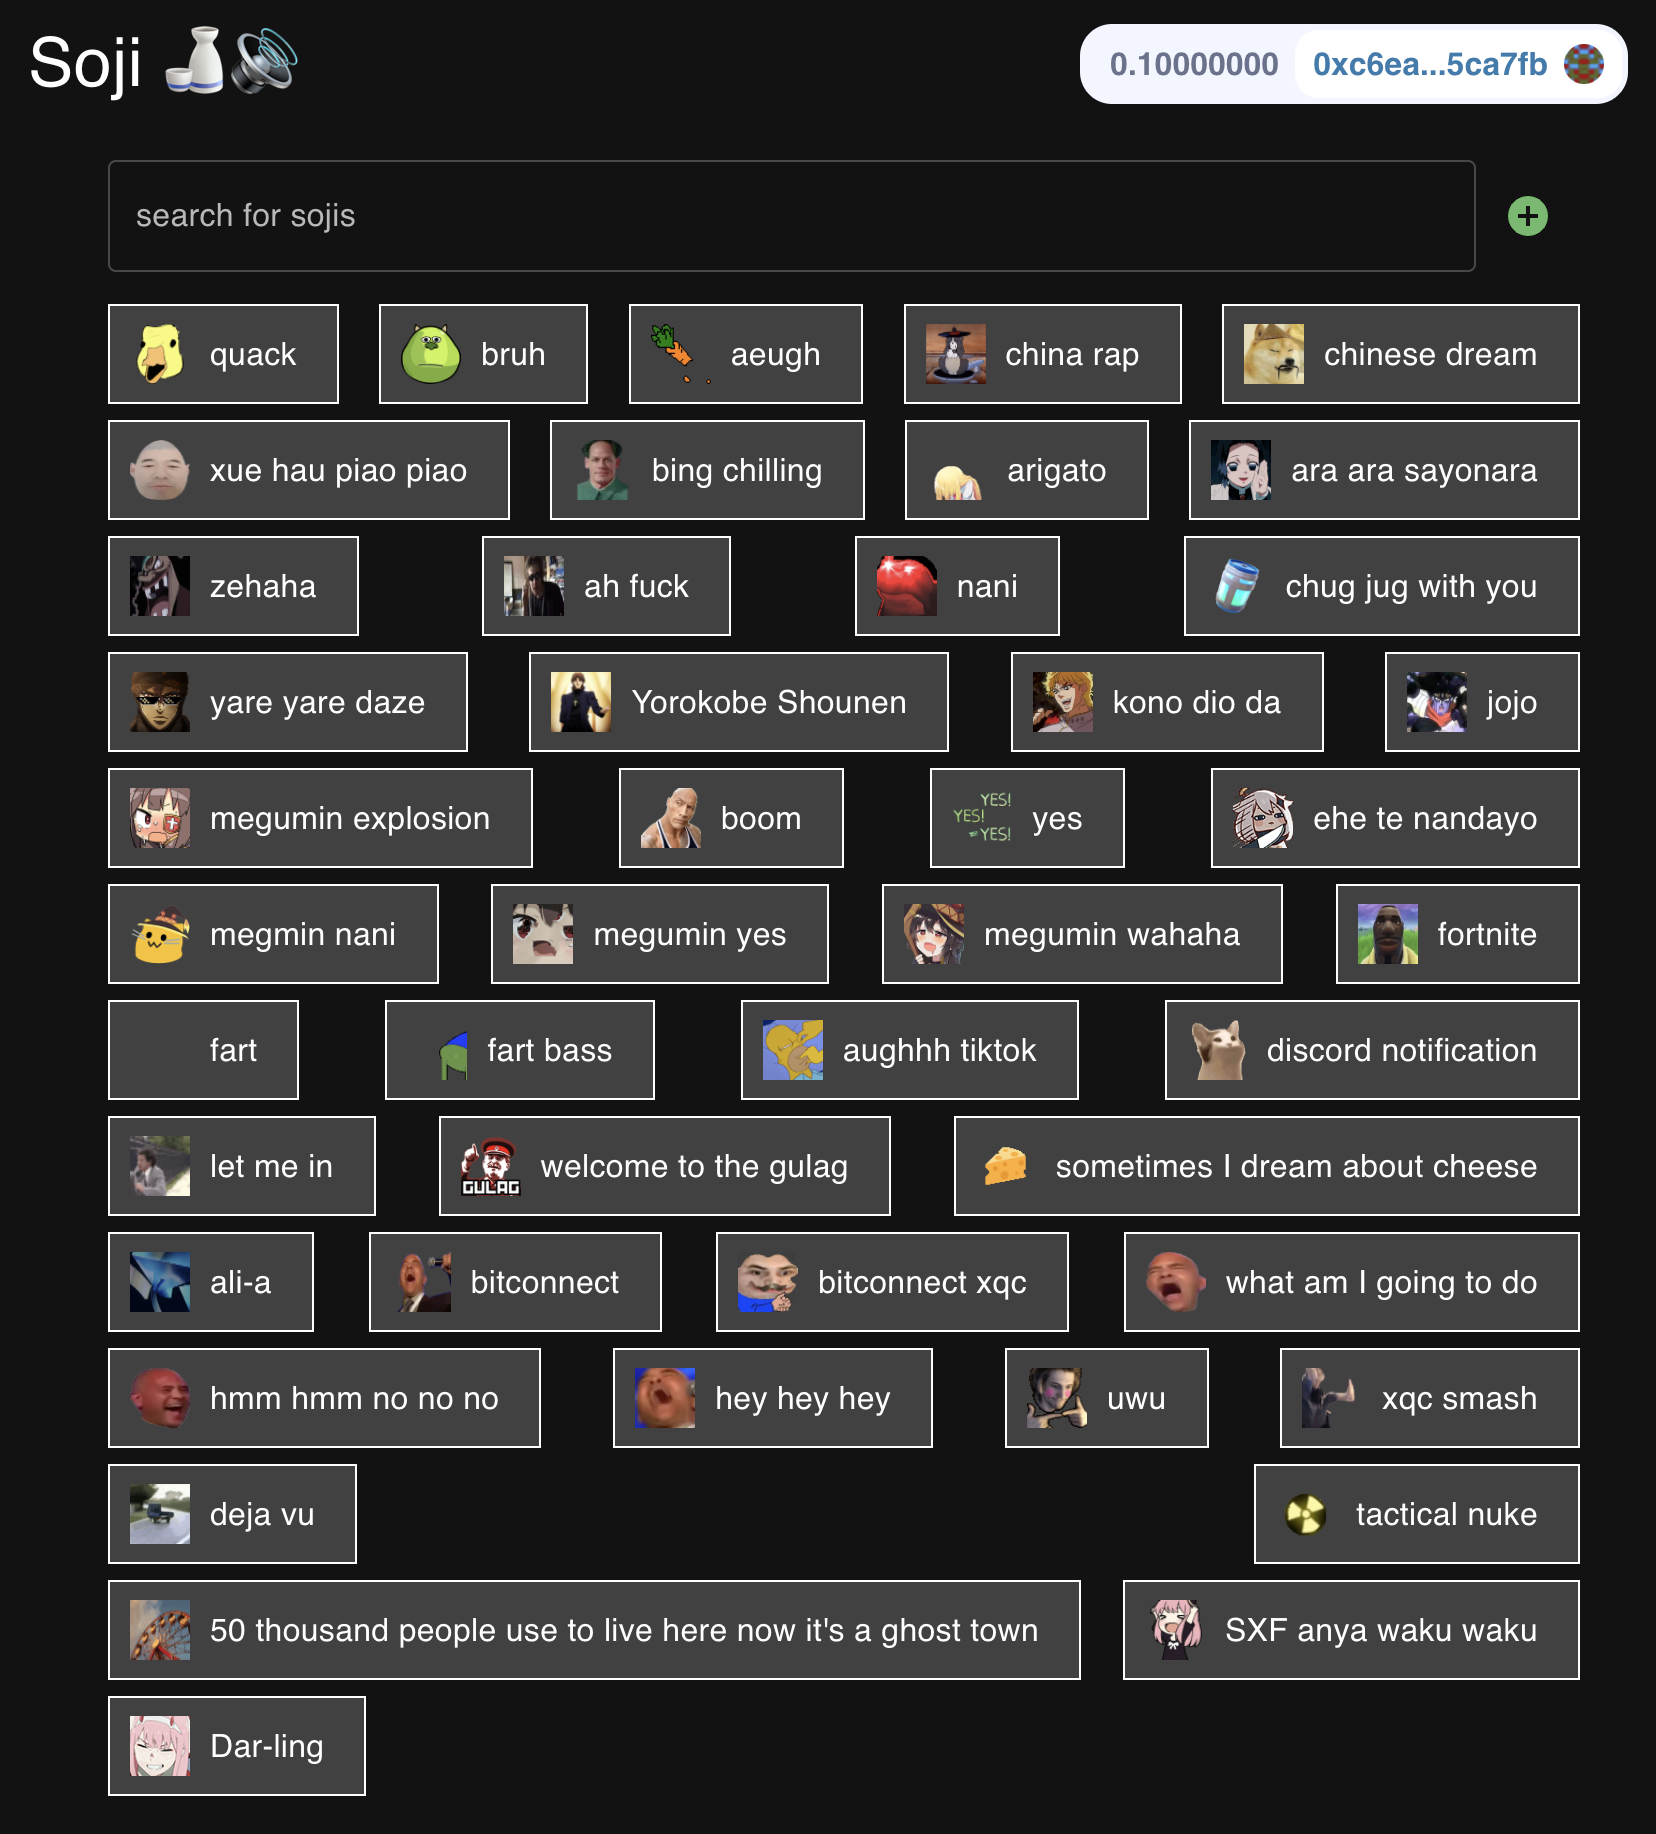 Soji
0.10000000 0xc6ea...5ca7fb
search for sojis
quack bruh aeugh china rap chinese dream
xue hau piao piao bing chilling arigato ara ara sayonara
zehaha ah fuck nani chug jug with you
yare yare daze Yorokobe Shounen kono dio da jojo
megumin explosion boom YES! YES! YES! yes ehe te nandayo
megmin nani megumin yes megumin wahaha fortnite
fart fart bass aughhh tiktok discord notification
let me in GULAG welcome to the gulag sometimes I dream about cheese
ali-a bitconnect bitconnect xqc what am I going to do
hmm hmm no no no hey hey hey uwu xqc smash
deja vu tactical nuke
50 thousand people use to live here now it's a ghost town SXF anya waku waku
Dar-ling